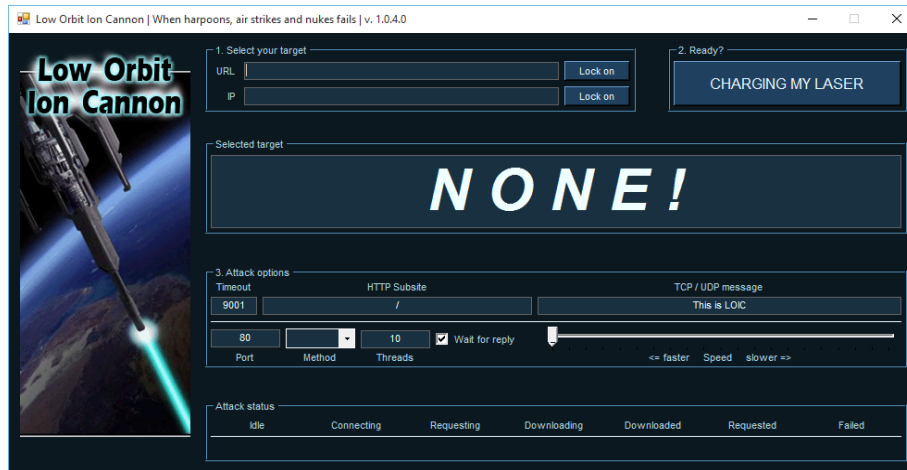 Low Orbit Ion Cannon | When harpoons, air strikes and nukes fails | v. 1.0.4.0
Low Orbit
Ion Cannon
1. Select your target
URL Lock on
IP Lock on
2. Ready?
CHARGING MY LASER
Selected target
NONE!
3. Attack options
Timeout HTTP Subsite TCP / UDP message
9001 / This is LOIC
80 10 Wait for reply
Port Method Threads <= faster Speed slower =>
Attack status
Idle Connecting Requesting Downloading Downloaded Requested Failed